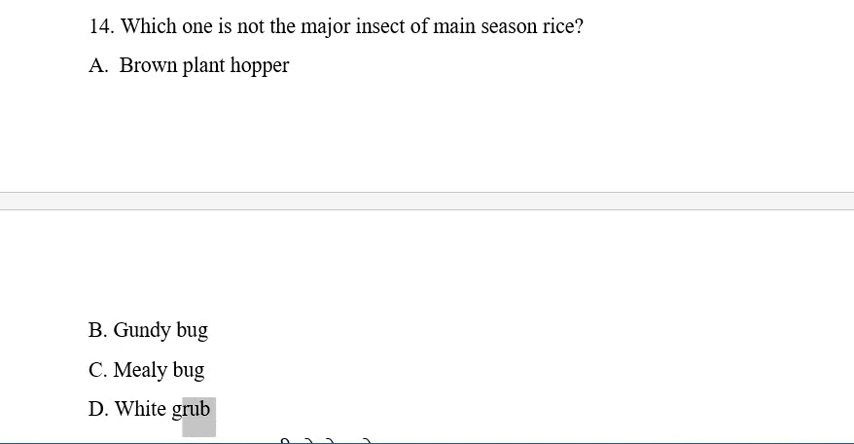 14. Which one is not the major insect of main season rice?
A. Brown plant hopper
B. Gundy bug
C. Mealy bug
D. White grub